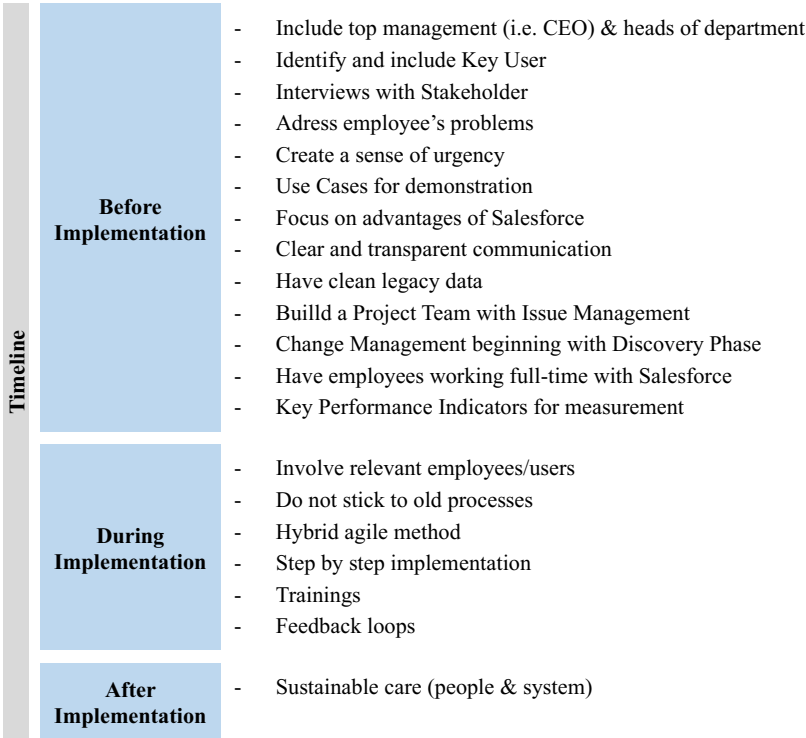 Timeline
Before
Implementation
- Include top management (i.e. CEO) & heads of department
- Identify and include Key User
- Interviews with Stakeholder
- Adress employee’s problems
- Create a sense of urgency
- Use Cases for demonstration
- Focus on advantages of Salesforce
- Clear and transparent communication
- Have clean legacy data
- Builld a Project Team with Issue Management
- Change Management beginning with Discovery Phase
- Have employees working full-time with Salesforce
- Key Performance Indicators for measurement
During
Implementation
- Involve relevant employees/users
- Do not stick to old processes
- Hybrid agile method
- Step by step implementation
- Trainings
- Feedback loops
After
Implementation
- Sustainable care (people & system)